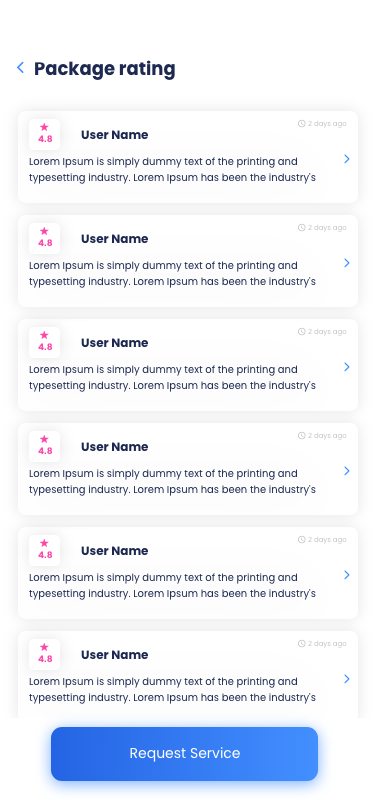 Package rating
2 days ago
4.8
User Name
Lorem Ipsum is simply dummy text of the printing and
typesetting industry. Lorem Ipsum has been the industry's
2 days ago
4.8
User Name
Lorem Ipsum is simply dummy text of the printing and
typesetting industry. Lorem Ipsum has been the industry's
2 days ago
4.8
User Name
Lorem Ipsum is simply dummy text of the printing and
typesetting industry. Lorem Ipsum has been the industry's
2 days ago
4.8
User Name
Lorem Ipsum is simply dummy text of the printing and
typesetting industry. Lorem Ipsum has been the industry's
2 days ago
4.8
User Name
Lorem Ipsum is simply dummy text of the printing and
typesetting industry. Lorem Ipsum has been the industry's
2 days ago
4.8
User Name
Lorem Ipsum is simply dummy text of the printing and
typesetting industry. Lorem Ipsum has been the industry's
Request Service